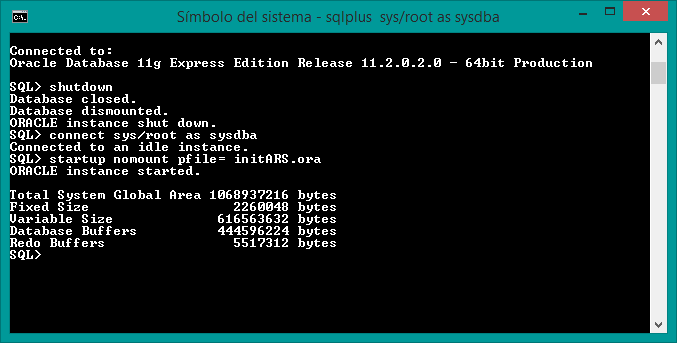 Símbolo del sistema - sqlplus sys/root as sysdba
Connected to:
Oracle Database 11g Express Edition Release 11.2.0.2.0 - 64bit Production
SQL> shutdown
Database closed.
Database dismounted.
ORACLE instance shut down.
SQL> connect sys/root as sysdba
Connected to an idle instance.
SQL> startup nomount pfile= initARS.ora
ORACLE instance started.
Total System Global Area 1068937216 bytes
Fixed Size 2260048 bytes
Variable Size 616563632 bytes
Database Buffers 444596224 bytes
Redo Buffers 5517312 bytes
SQL>